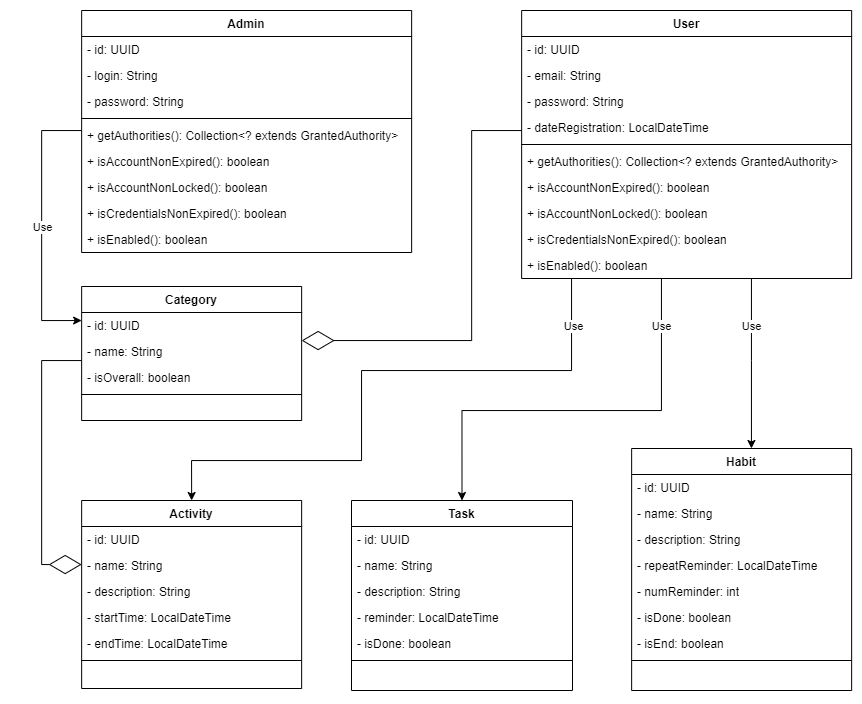 Admin
- id: UUID
- login: String
- password: String
+ getAuthorities(): Collection<? extends GrantedAuthority>
+ isAccountNonExpired(): boolean
+ isAccountNonLocked(): boolean
+ isCredentialsNonExpired(): boolean
+ isEnabled(): boolean
User
- id: UUID
- email: String
- password: String
- dateRegistration: LocalDateTime
+ getAuthorities(): Collection<? extends GrantedAuthority>
+ isAccountNonExpired(): boolean
+ isAccountNonLocked(): boolean
+ isCredentialsNonExpired(): boolean
+ isEnabled(): boolean
Use
Category
- id: UUID
- name: String
- isOverall: boolean
Use
Use
Use
Activity
- id: UUID
- name: String
- description: String
- startTime: LocalDateTime
- endTime: LocalDateTime
Task
- id: UUID
- name: String
- description: String
- reminder: LocalDateTime
- isDone: boolean
Habit
- id: UUID
- name: String
- description: String
- repeatReminder: LocalDateTime
- numReminder: int
- isDone: boolean
- isEnd: boolean